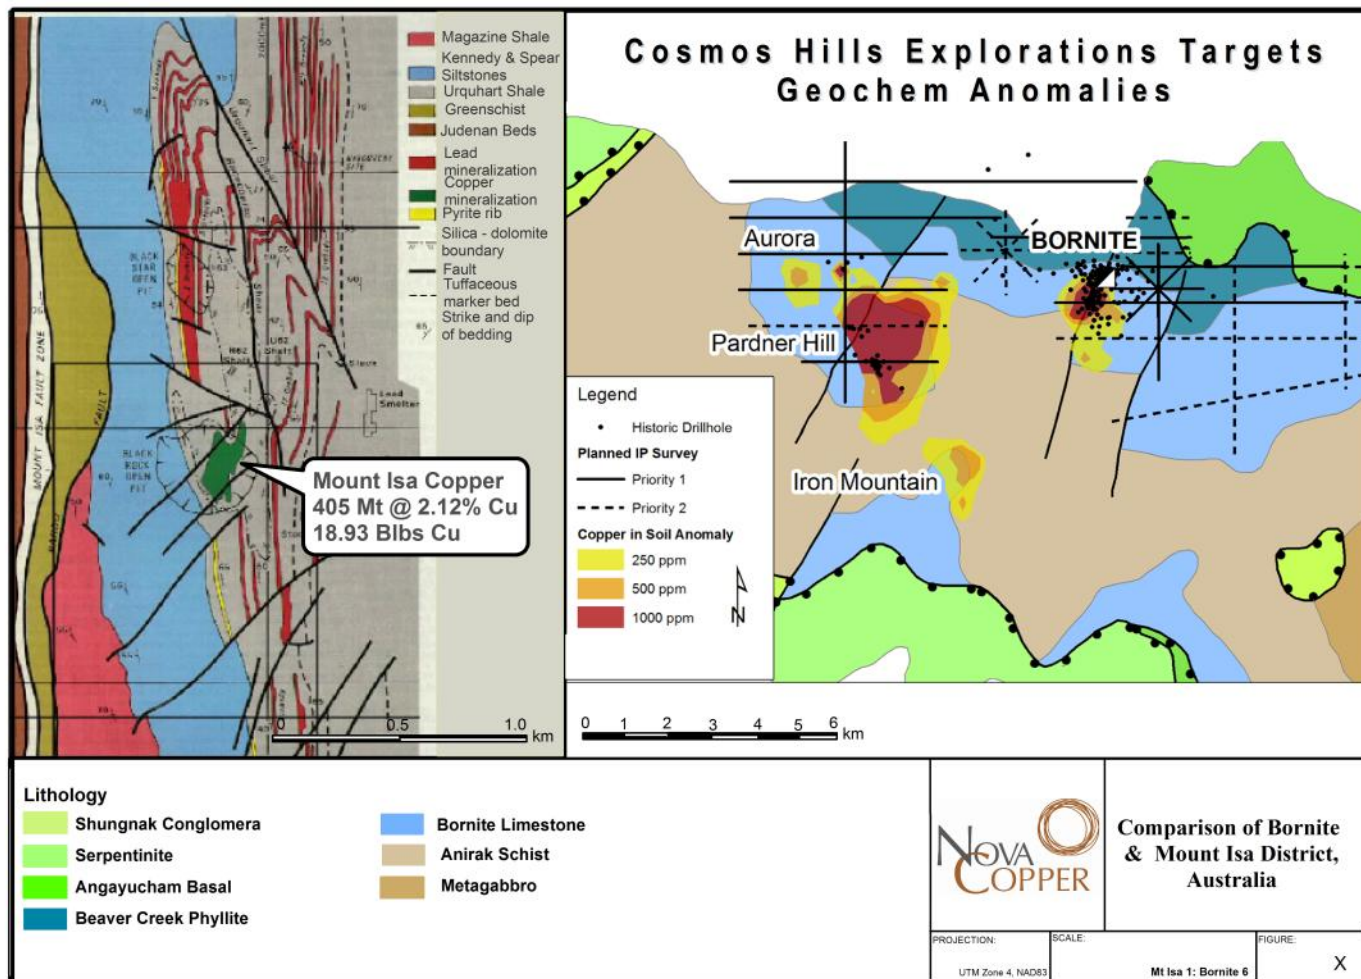 Magazine Shale
Kennedy & Spear
Siltstones
Urquhart Shale
Greenschist
Judenan Beds
Lead
mineralization
Copper
mineralization
Pyrite rib
Silica - dolomite
boundary
Fault
Tuffaceous
marker bed
Strike and dip
of bedding
MOUNT ISA FAULT ZONE
FAULT
BLACK
STAR
OPEN
PIT
BLACK
ROCK
OPEN
PIT
Lead
Smelter
Mount Isa Copper
405 Mt @ 2.12% Cu
18.93 Blbs Cu
0 0.5 1.0
km
Cosmos Hills Explorations Targets
Geochem Anomalies
Aurora
BORNITE
Pardner Hill
Iron Mountain
Legend
Historic Drillhole
Planned IP Survey
Priority 1
Priority 2
Copper in Soil Anomaly
250 ppm
500 ppm
1000 ppm
N
0 1 2 3 4 5 6
km
Lithology
Shungnak Conglomera
Serpentinite
Angayucham Basal
Beaver Creek Phyllite
Bornite Limestone
Anirak Schist
Metagabbro
NOVA
COPPER
Comparison of Bornite
& Mount Isa District,
Australia
PROJECTION:
UTM Zone 4, NAD83
SCALE:
Mt Isa 1: Bornite 6
FIGURE:
X